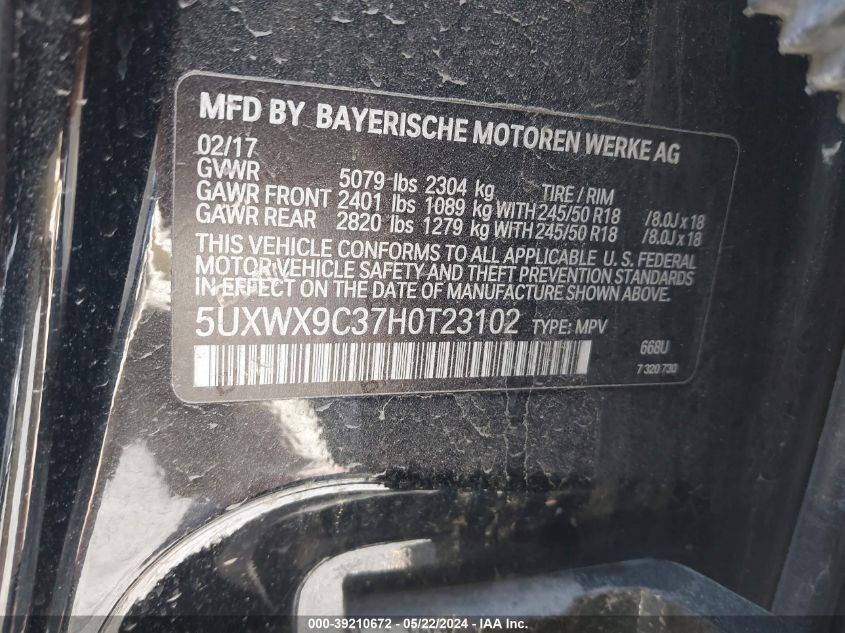 MFD BY BAYERISCHE MOTOREN WERKE AG
02/17
GVWR 5079 lbs 2304 kg TIRE / RIM
GAWR FRONT 2401 lbs 1089 kg WITH 245/50 R18 /8.0J x 18
GAWR REAR 2820 lbs 1279 kg WITH 245/50 R18 /8.0J x 18
THIS VEHICLE CONFORMS TO ALL APPLICABLE U. S. FEDERAL
MOTOR VEHICLE SAFETY AND THEFT PREVENTION STANDARDS
IN EFFECT ON THE DATE OF MANUFACTURE SHOWN ABOVE.
5UXWX9C37H0T23102 TYPE: MPV
668U
7 320 730
000-39210672 - 05/22/2024 - www.iaai.com